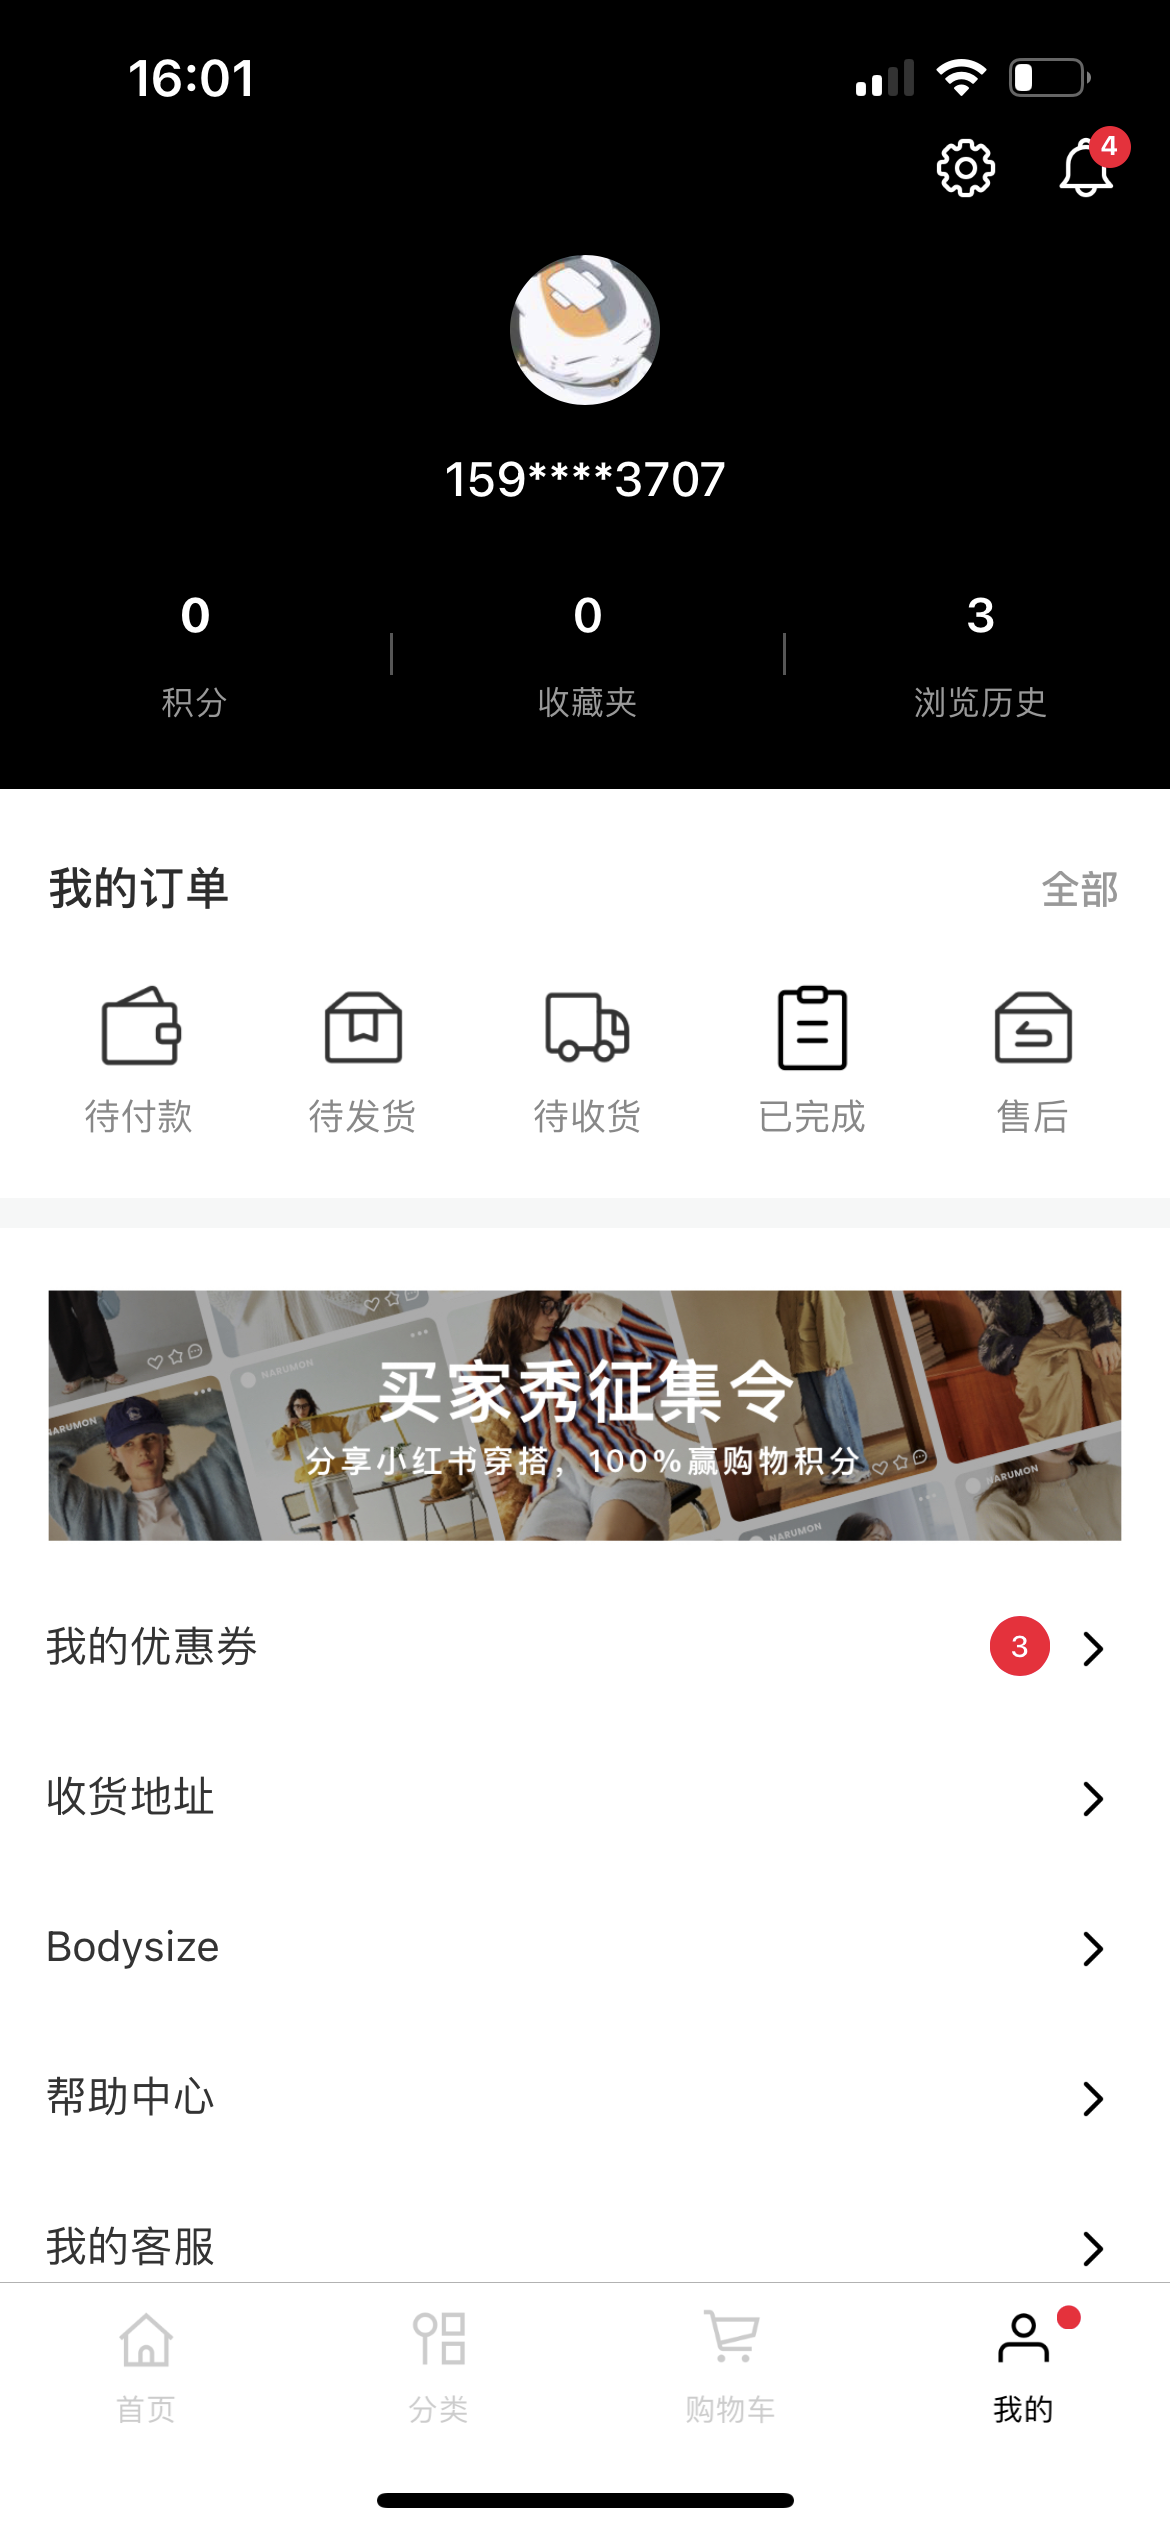 16:01
4
159****3707
0
0
3
积分
收藏夹
浏览历史
我的订单
全部
待付款
待发货
待收货
已完成
售后
NARUMON
NARUMON
买家秀征集令
分享小红书穿搭，100%赢购物积分
NARUMON
NARUMON
我的优惠券
3
收货地址
Bodysize
帮助中心
我的客服
首页
分类
购物车
我的